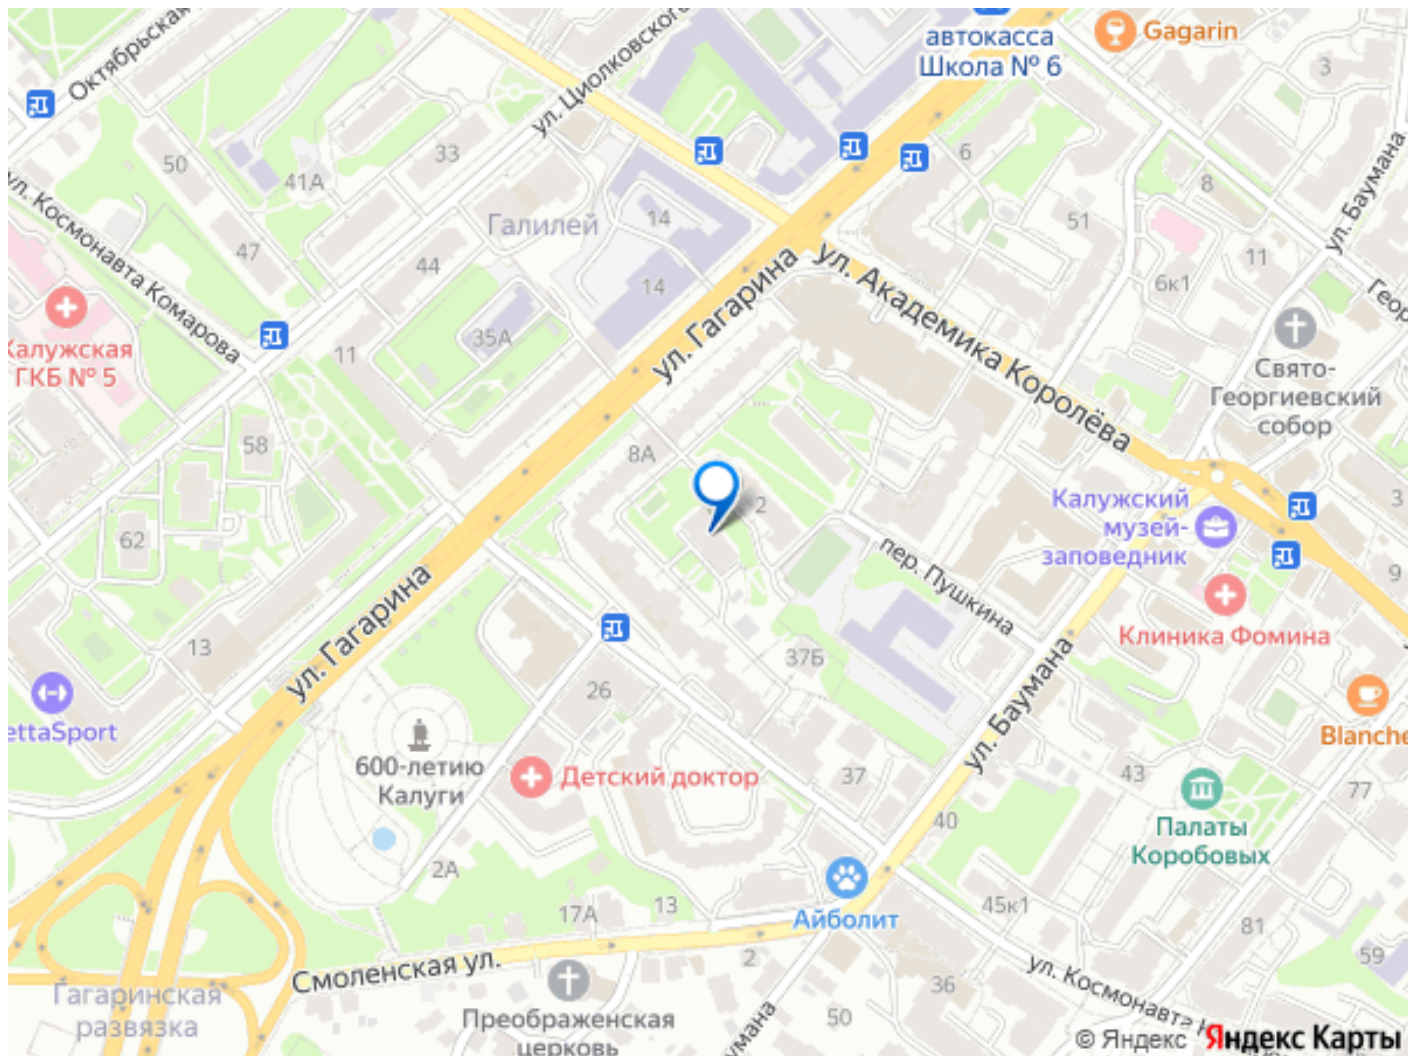 Октябрьская
ул. Циолковского
автокасса
Школа № 6
Gagarin
3
50
41А
33
6
8
ул. Баумана
ул. Космонавта Комарова
47
44
Галилей
14
14
51
11
6к1
ул. Гагарина
ул. Академика Королёва
Калужская
ГКБ № 5
11
35А
Свято-
Георгиевский
собор
58
8А
2
62
Калужский
музей-
заповедник
3
9
пер. Пушкина
ул. Гагарина
13
Клиника Фомина
37Б
26
ул. Баумана
ettaSport
600-летию
Калуги
Детский доктор
37
43
Blanche
77
Палаты
Коробовых
40
2А
Айболит
17А
13
45к1
81
59
2
Смоленская ул.
Гагаринская
развязка
Преображенская
церковь
50
36
ул. Космонавта
© Яндекс Яндекс Карты